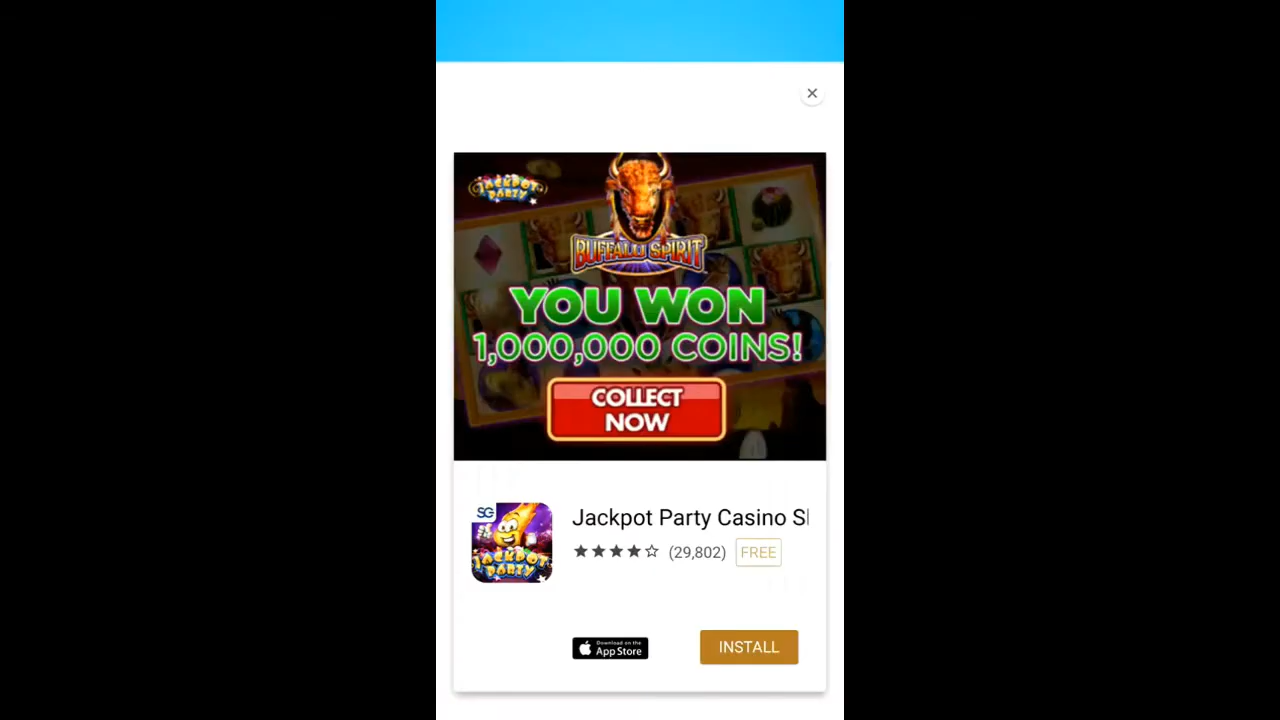 JACKPOT
PARTY
BUFFALO SPIRIT
YOU WON
1,000,000 COINS!
COLLECT
NOW
SG
JACKPOT
PARTY
Jackpot Party Casino Sl
(29,802) FREE
Download on the
App Store
INSTALL